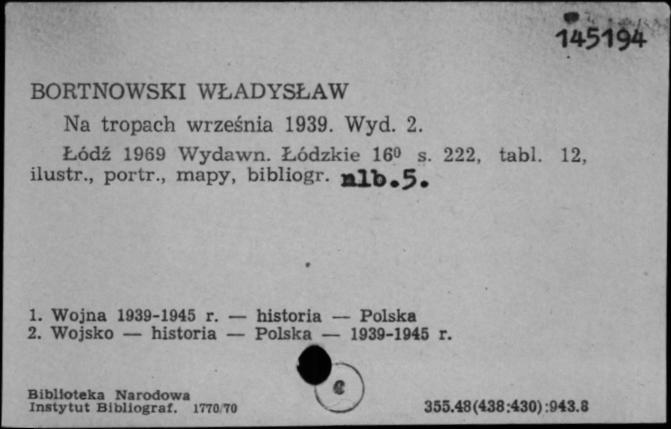 145194
BORTNOWSKI WŁADYSŁAW
Na tropach września 1939. Wyd. 2.
Łódź 1969 Wydawn. Łódzkie 16⁰ s. 222, tabl. 12,
ilustr., portr., mapy, bibliogr. nlb.5.
1. Wojna 1939-1945 r. — historia — Polska
2. Wojsko — historia — Polska — 1939-1945 r.
Biblioteka Narodowa
Instytut Bibliograf. 1770/70
355.48(438:430):943.8